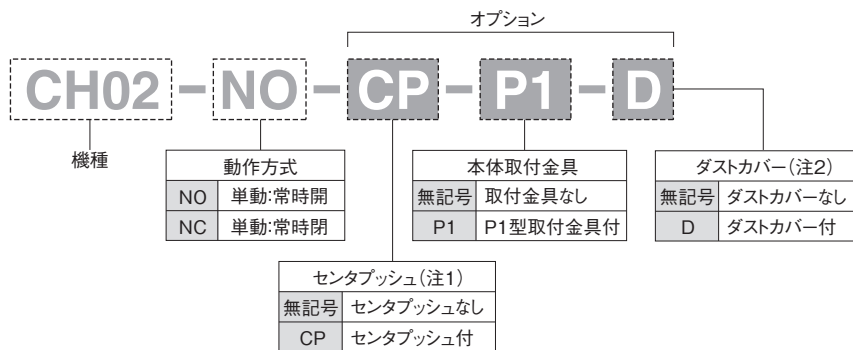 オプション
CH02-NO-CP-P1-D
機種
動作方式
NO 単動:常時開
NC 単動:常時閉
本体取付金具
無記号 取付金具なし
P1 P1型取付金具付
ダストカバー(注2)
無記号 ダストカバーなし
D ダストカバー付
センタプッシュ(注1)
無記号 センタプッシュなし
CP センタプッシュ付